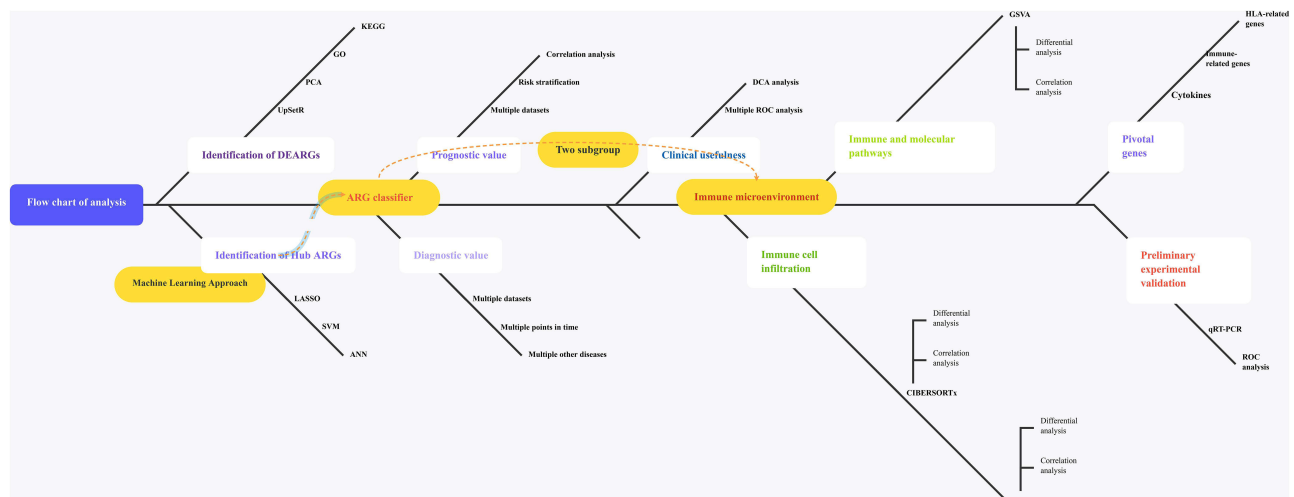 Flow chart of analysis
KEGG
GO
PCA
UpSetR
Identification of DEARGs
Correlation analysis
Risk stratification
Multiple datasets
Prognostic value
Two subgroup
DCA analysis
Multiple ROC analysis
Clinical usefulness
GSVA
Differential
analysis
Correlation
analysis
Immune and molecular
pathways
HLA-related
genes
Immune-
related genes
Cytokines
Pivotal
genes
ARG classifier
Immune microenvironment
Identification of Hub ARGs
Machine Learning Approach
LASSO
SVM
ANN
Diagnostic value
Multiple datasets
Multiple points in time
Multiple other diseases
Immune cell
infiltration
Differential
analysis
Correlation
analysis
CIBERSORTx
Differential
analysis
Correlation
analysis
Preliminary
experimental
validation
qRT-PCR
ROC
analysis